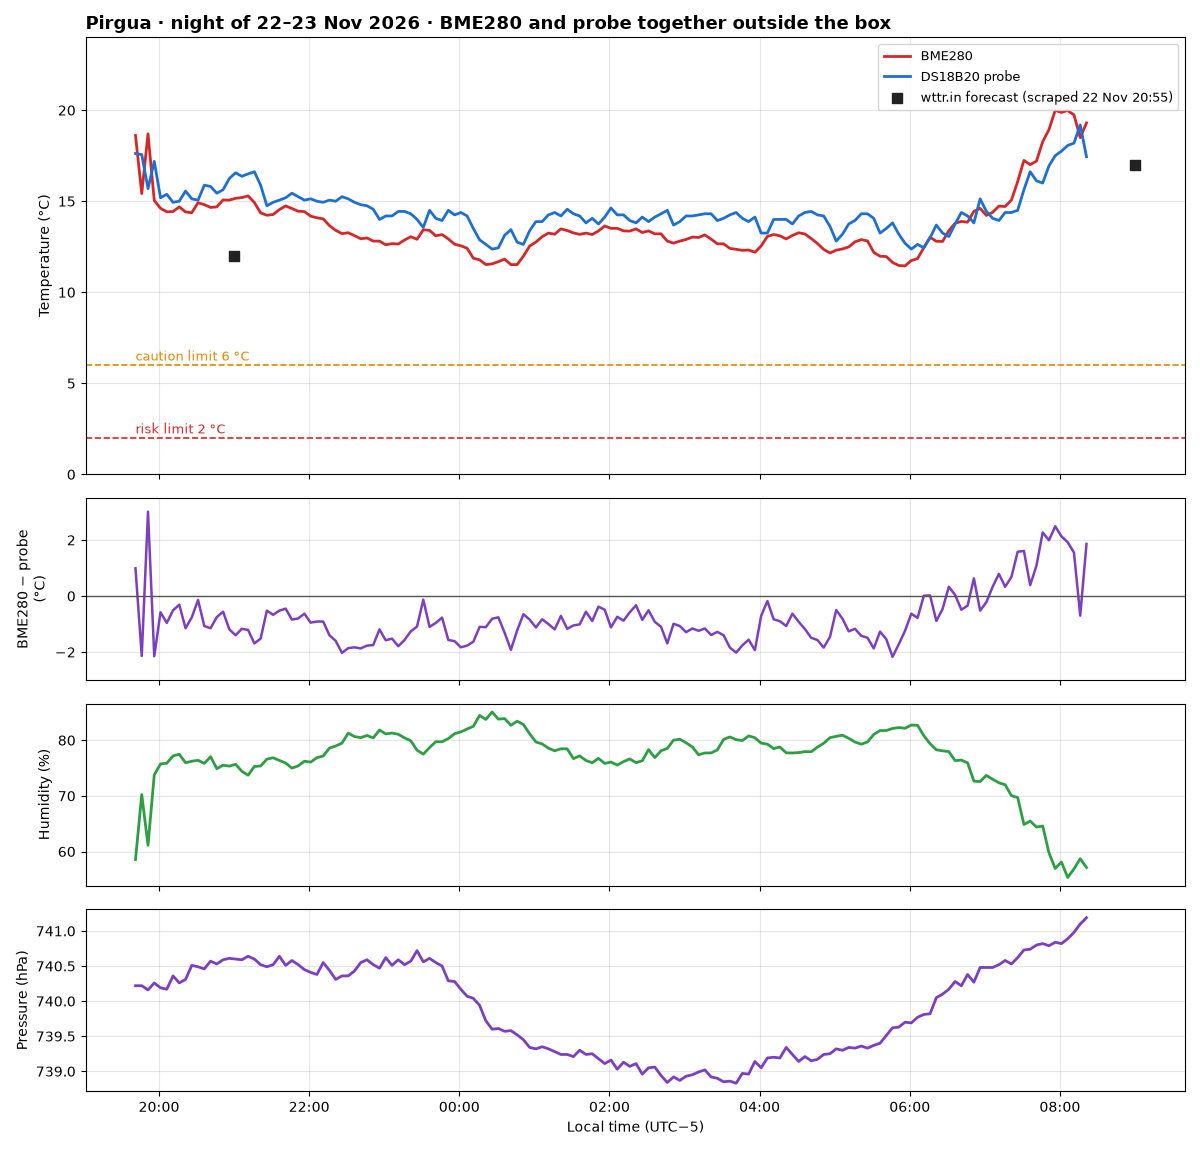 Pirgua · night of 22–23 Nov 2026 · BME280 and probe together outside the box
BME280
DS18B20 probe
wttr.in forecast (scraped 22 Nov 20:55)
Temperature (°C)
20
15
10
5
0
caution limit 6 °C
risk limit 2 °C
BME280 − probe
(°C)
2
0
−2
Humidity (%)
80
70
60
Pressure (hPa)
741.0
740.5
740.0
739.5
739.0
20:00 22:00 00:00 02:00 04:00 06:00 08:00
Local time (UTC−5)